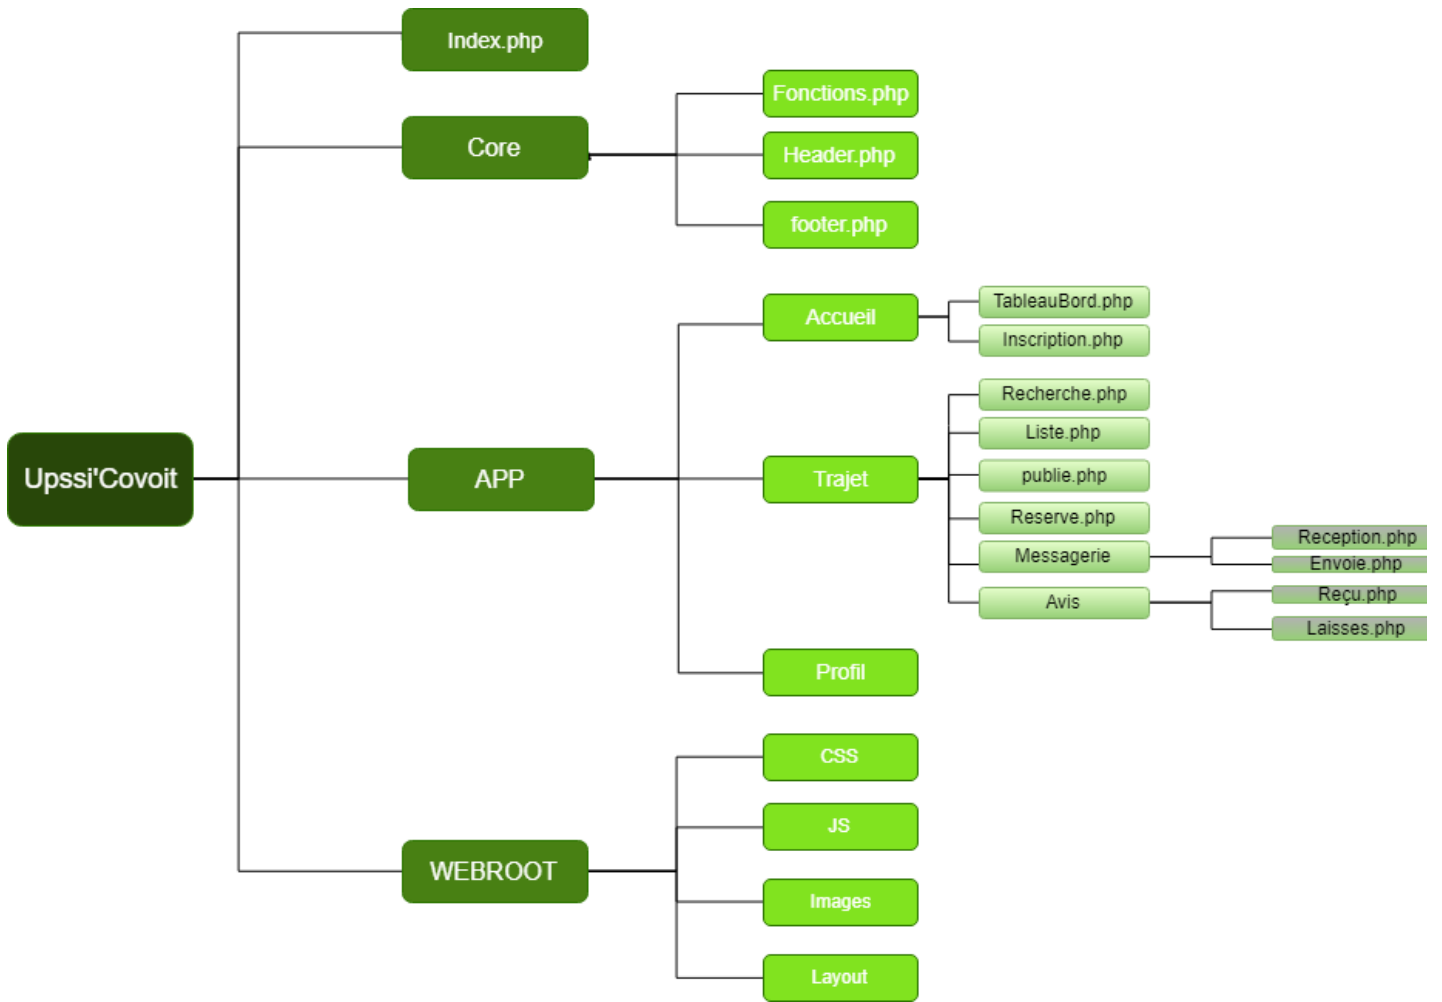 Index.php
Core
Fonctions.php
Header.php
footer.php
Upssi'Covoit
APP
Accueil
TableauBord.php
Inscription.php
Trajet
Recherche.php
Liste.php
publie.php
Reserve.php
Messagerie
Reception.php
Envoie.php
Avis
Reçu.php
Laisses.php
Profil
WEBROOT
CSS
JS
Images
Layout